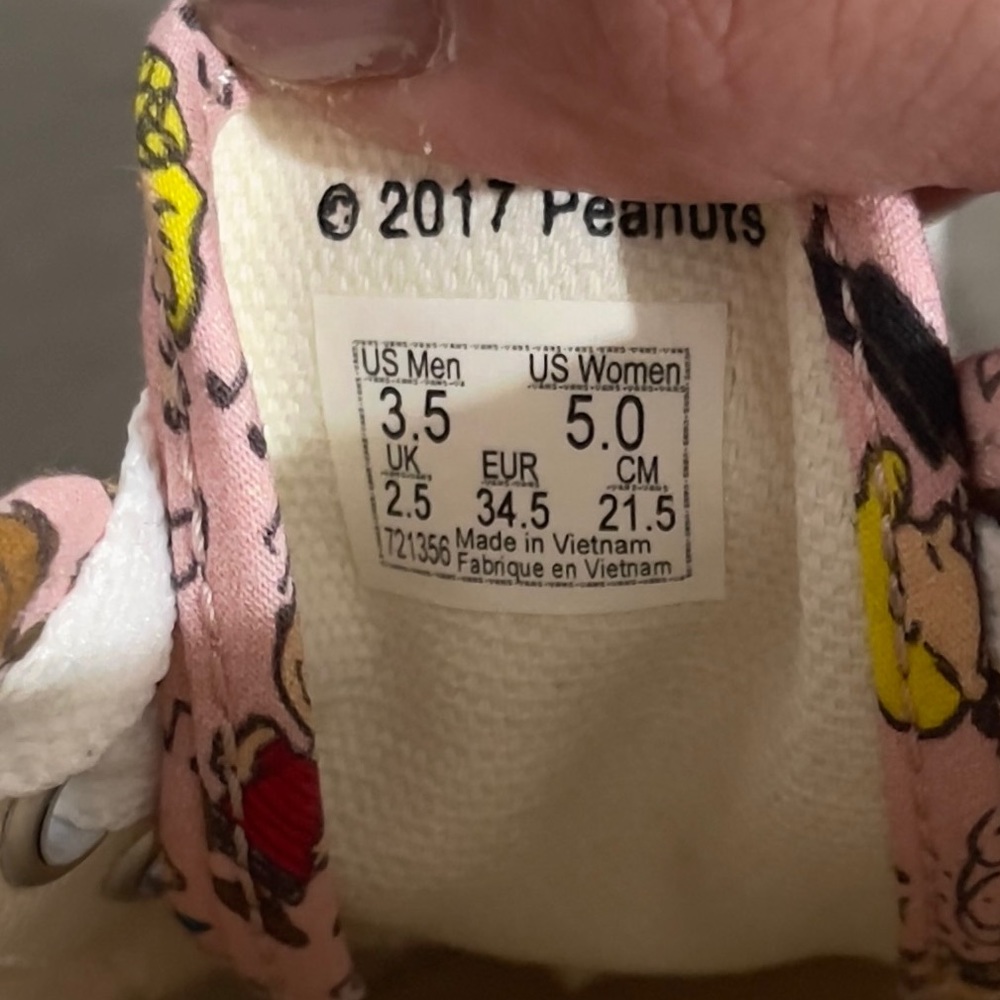 © 2017 Peanuts
US Men US Women
3.5 5.0
UK EUR CM
2.5 34.5 21.5
721356 Made in Vietnam
Fabrique en Vietnam